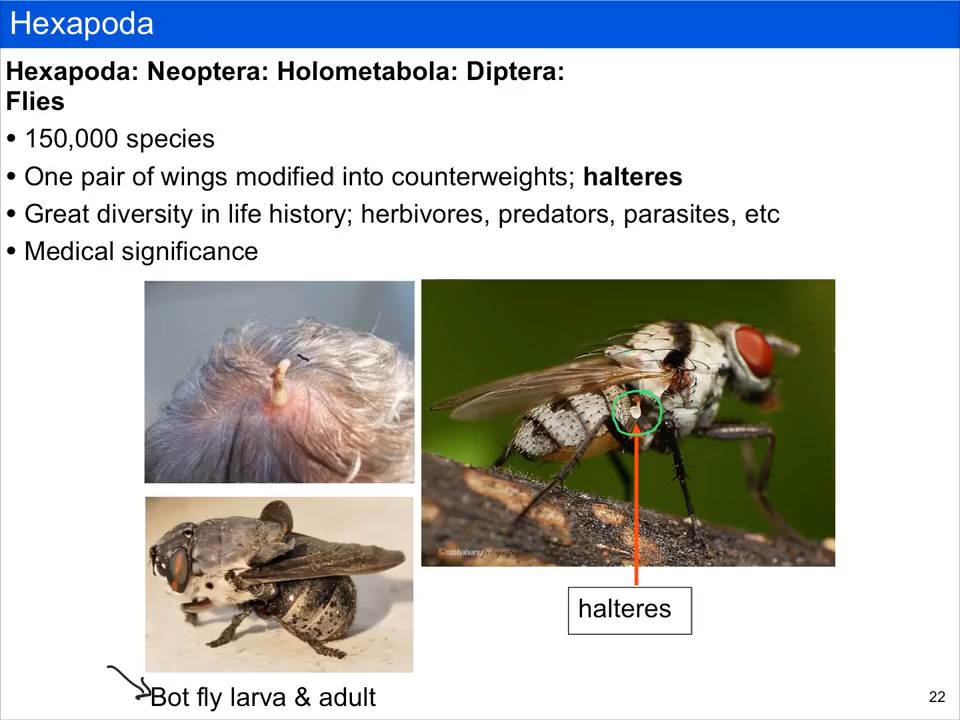 Hexapoda
Hexapoda: Neoptera: Holometabola: Diptera:
Flies
• 150,000 species
• One pair of wings modified into counterweights; halteres
• Great diversity in life history; herbivores, predators, parasites, etc
• Medical significance
halteres
Bot fly larva & adult
22